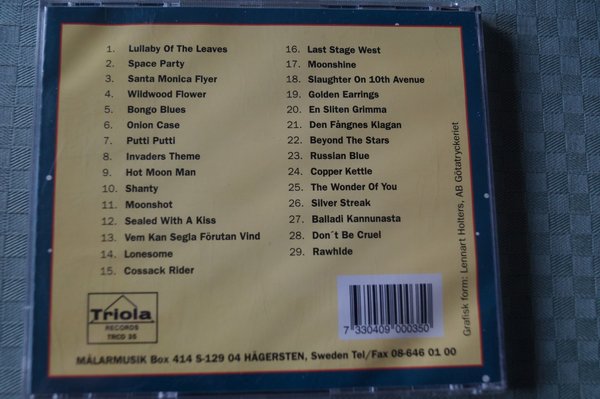 1. Lullaby Of The Leaves
2. Space Party
3. Santa Monica Flyer
4. Wildwood Flower
5. Bongo Blues
6. Onion Case
7. Putti Putti
8. Invaders Theme
9. Hot Moon Man
10. Shanty
11. Moonshot
12. Sealed With A Kiss
13. Vem Kan Segla Förutan Vind
14. Lonesome
15. Cossack Rider
16. Last Stage West
17. Moonshine
18. Slaughter On 10th Avenue
19. Golden Earrings
20. En Sliten Grimma
21. Den Fångnes Klagan
22. Beyond The Stars
23. Russian Blue
24. Copper Kettle
25. The Wonder Of You
26. Silver Streak
27. Balladi Kannunasta
28. Don´t Be Cruel
29. Rawhide
Grafisk form: Lennart Holters, AB Götatryckeriet
Triola
RECORDS
TRCD 35
7 330409 000350
MÄLARMUSIK Box 414 S-129 04 HÄGERSTEN, Sweden Tel/Fax 08-646 01 00